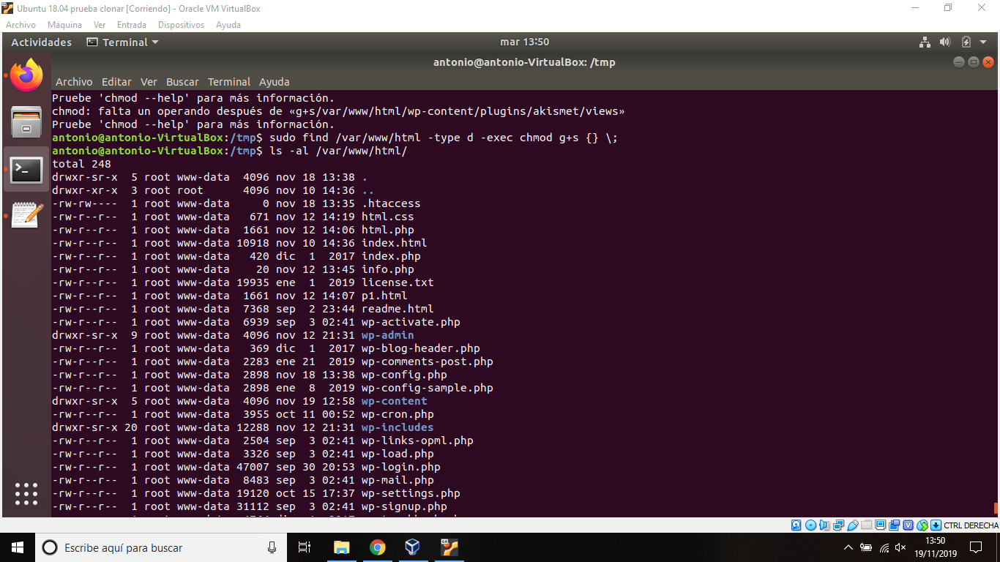 Ubuntu 18.04 prueba clonar [Corriendo] - Oracle VM VirtualBox
Archivo Máquina Ver Entrada Dispositivos Ayuda
Actividades Terminal mar 13:50
antonio@antonio-VirtualBox: /tmp
Archivo Editar Ver Buscar Terminal Ayuda
Pruebe 'chmod --help' para más información.
chmod: falta un operando después de «g+s/var/www/html/wp-content/plugins/akismet/views»
Pruebe 'chmod --help' para más información.
antonio@antonio-VirtualBox:/tmp$ sudo find /var/www/html -type d -exec chmod g+s {} \;
antonio@antonio-VirtualBox:/tmp$ ls -al /var/www/html/
total 248
drwxr-sr-x  5 root www-data  4096 nov 18 13:38 .
drwxr-xr-x  3 root root      4096 nov 10 14:36 ..
-rw-rw----  1 root www-data     0 nov 18 13:35 .htaccess
-rw-r--r--  1 root www-data   671 nov 12 14:19 html.css
-rw-r--r--  1 root www-data  1661 nov 12 14:06 html.php
-rw-r--r--  1 root www-data 10918 nov 10 14:36 index.html
-rw-r--r--  1 root www-data   420 dic  1  2017 index.php
-rw-r--r--  1 root www-data    20 nov 12 13:45 info.php
-rw-r--r--  1 root www-data 19935 ene  1  2019 license.txt
-rw-r--r--  1 root www-data  1661 nov 12 14:07 p1.html
-rw-r--r--  1 root www-data  7368 sep  2 23:44 readme.html
-rw-r--r--  1 root www-data  6939 sep  3 02:41 wp-activate.php
drwxr-sr-x  9 root www-data  4096 nov 12 21:31 wp-admin
-rw-r--r--  1 root www-data   369 dic  1  2017 wp-blog-header.php
-rw-r--r--  1 root www-data  2283 ene 21  2019 wp-comments-post.php
-rw-r--r--  1 root www-data  2898 nov 18 13:38 wp-config.php
-rw-r--r--  1 root www-data  2898 ene  8  2019 wp-config-sample.php
drwxr-sr-x  5 root www-data  4096 nov 19 12:58 wp-content
-rw-r--r--  1 root www-data  3955 oct 11 00:52 wp-cron.php
drwxr-sr-x 20 root www-data 12288 nov 12 21:31 wp-includes
-rw-r--r--  1 root www-data  2504 sep  3 02:41 wp-links-opml.php
-rw-r--r--  1 root www-data  3326 sep  3 02:41 wp-load.php
-rw-r--r--  1 root www-data 47007 sep 30 20:53 wp-login.php
-rw-r--r--  1 root www-data  8483 sep  3 02:41 wp-mail.php
-rw-r--r--  1 root www-data 19120 oct 15 17:37 wp-settings.php
-rw-r--r--  1 root www-data 31112 sep  3 02:41 wp-signup.php
CTRL DERECHA
Escribe aquí para buscar
13:50
19/11/2019